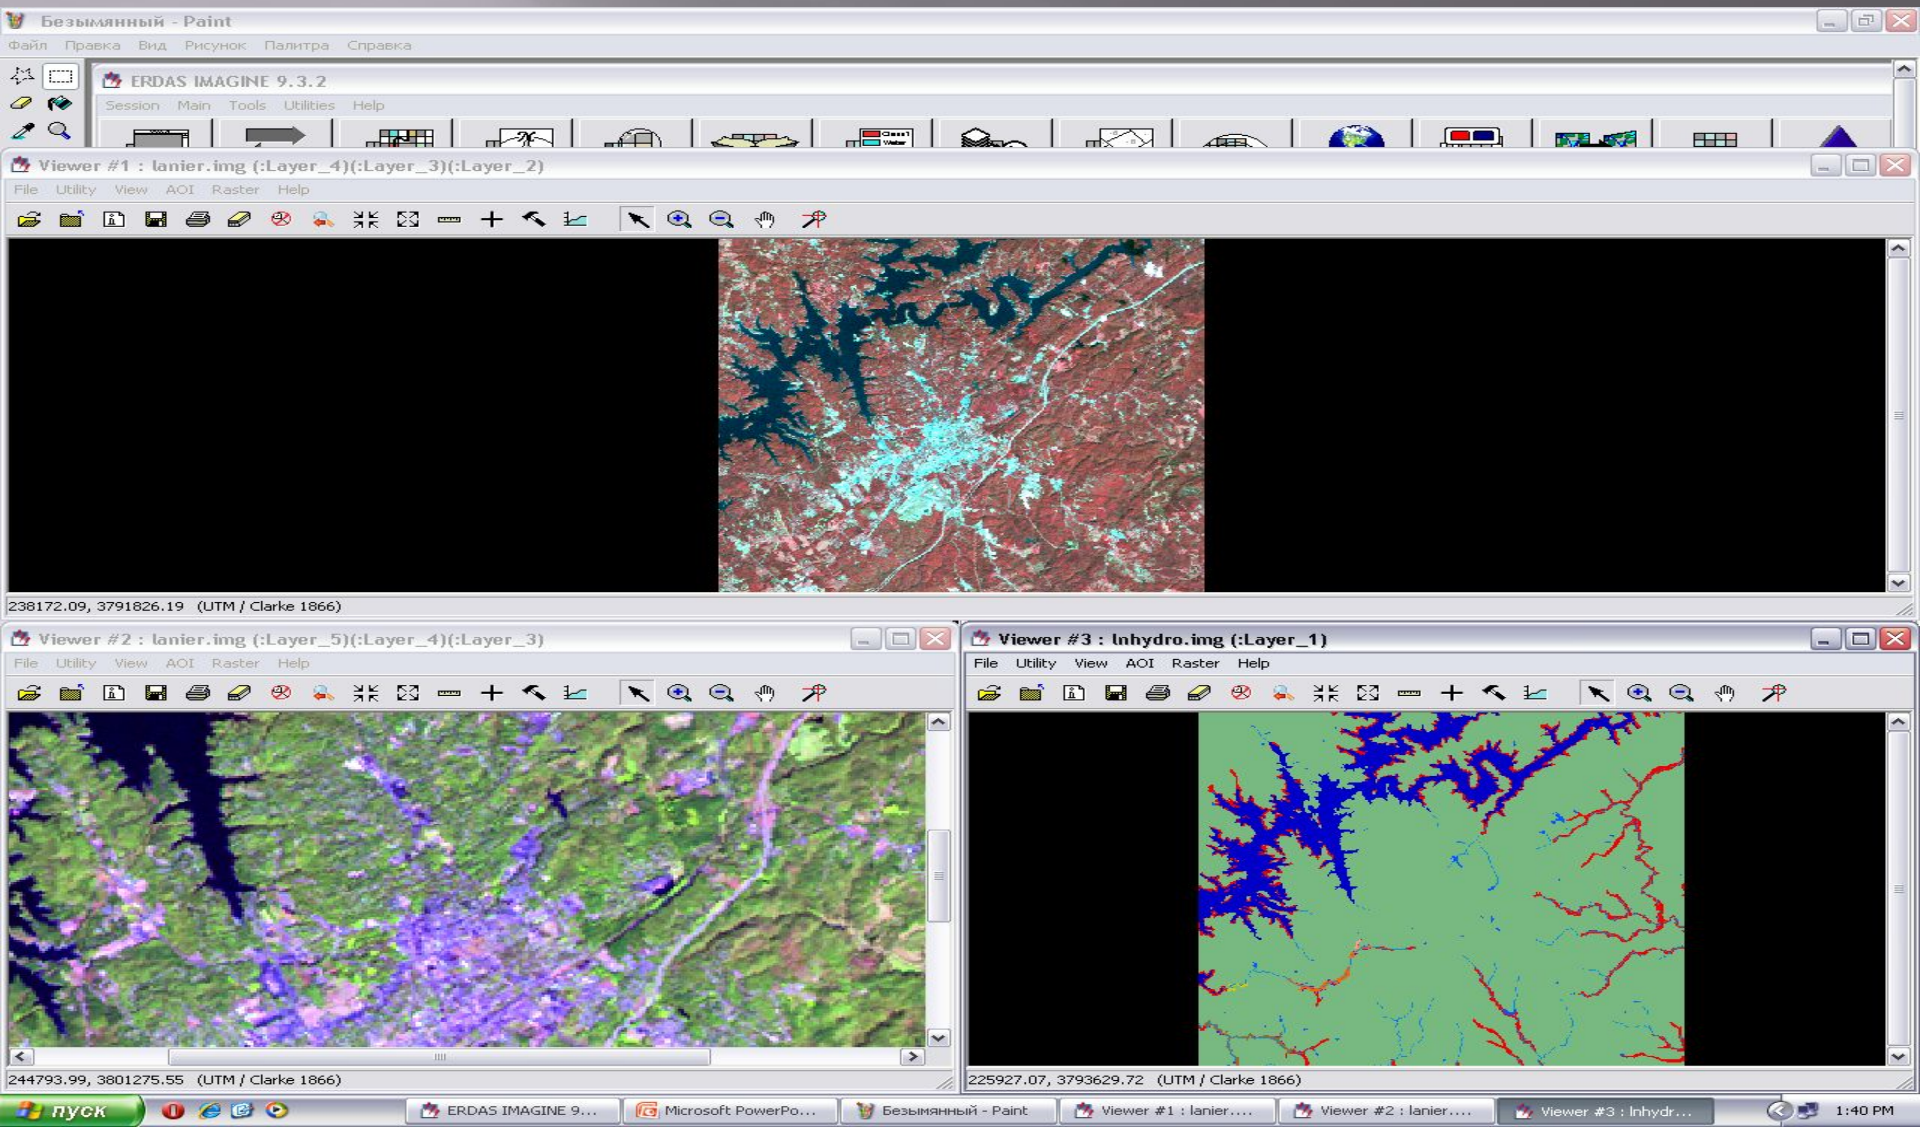 Безымянный - Paint
Файл Правка Вид Рисунок Палитра Справка
ERDAS IMAGINE 9.3.2
Session Main Tools Utilities Help
Class1
Water
Viewer #1 : lanier.img (:Layer_4)(:Layer_3)(:Layer_2)
File Utility View AOI Raster Help
238172.09, 3791826.19 (UTM / Clarke 1866)
Viewer #2 : lanier.img (:Layer_5)(:Layer_4)(:Layer_3)
File Utility View AOI Raster Help
244793.99, 3801275.55 (UTM / Clarke 1866)
Viewer #3 : lnhydro.img (:Layer_1)
File Utility View AOI Raster Help
225927.07, 3793629.72 (UTM / Clarke 1866)
пуск ERDAS IMAGINE 9... Microsoft PowerPo... Безымянный - Paint Viewer #1 : lanier.... Viewer #2 : lanier.... Viewer #3 : lnhydr... 1:40 PM